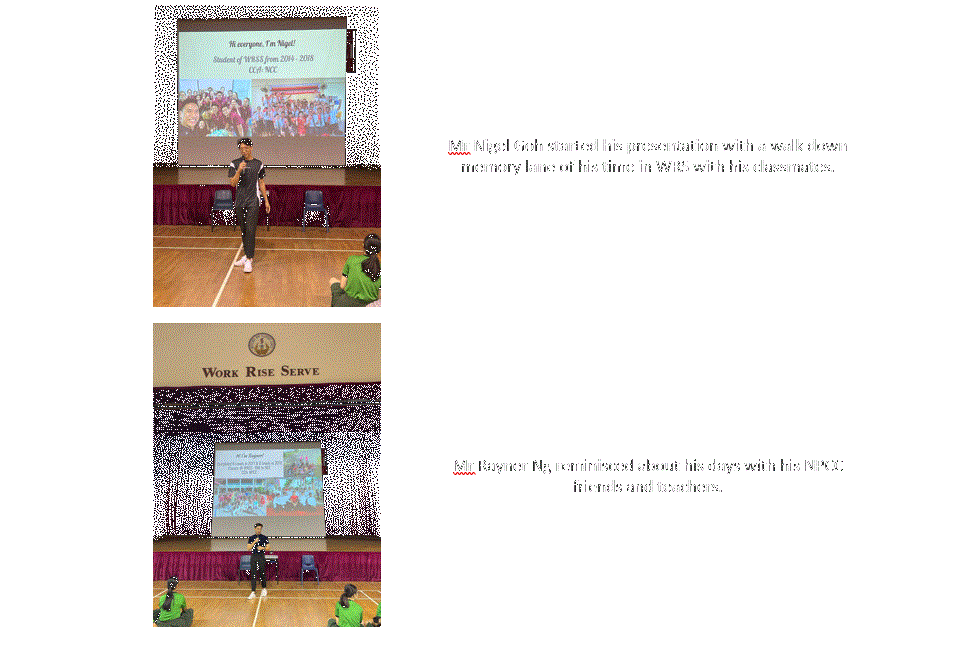 Hi everyone, I'm Nigel!
Student of WRSS from 2014 - 2018
CCA: NCC
Mr Nigel Goh started his presentation with a walk down
memory lane of his time in WRS with his classmates.
WORK RISE SERVE
Hi I'm Rayner!
Mr Rayner Ng reminisced about his days with his NPCC
friends and teachers.